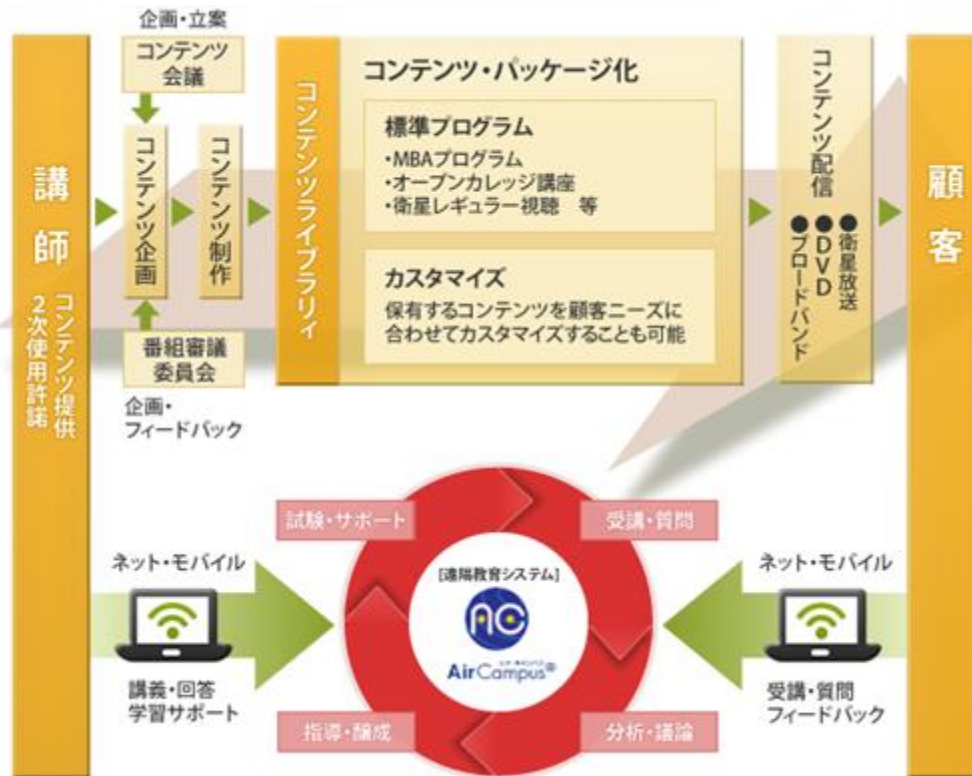 講師
コンテンツ提供
2次使用許諾
企画・立案
コンテンツ
会議
コンテンツ企画
番組審議
委員会
企画・
フィードバック
コンテンツ制作
コンテンツライブラリィ
コンテンツ・パッケージ化
標準プログラム
・MBAプログラム
・オープンカレッジ講座
・衛星レギュラー視聴 等
カスタマイズ
保有するコンテンツを顧客ニーズに
合わせてカスタマイズすることも可能
コンテンツ配信
●衛星放送
●DVD
●ブロードバンド
顧客
試験・サポート
受講・質問
ネット・モバイル
講義・回答
学習サポート
[遠隔教育システム]
AC
エアキャンパス
AirCampus®
ネット・モバイル
受講・質問
フィードバック
指導・醸成
分析・議論